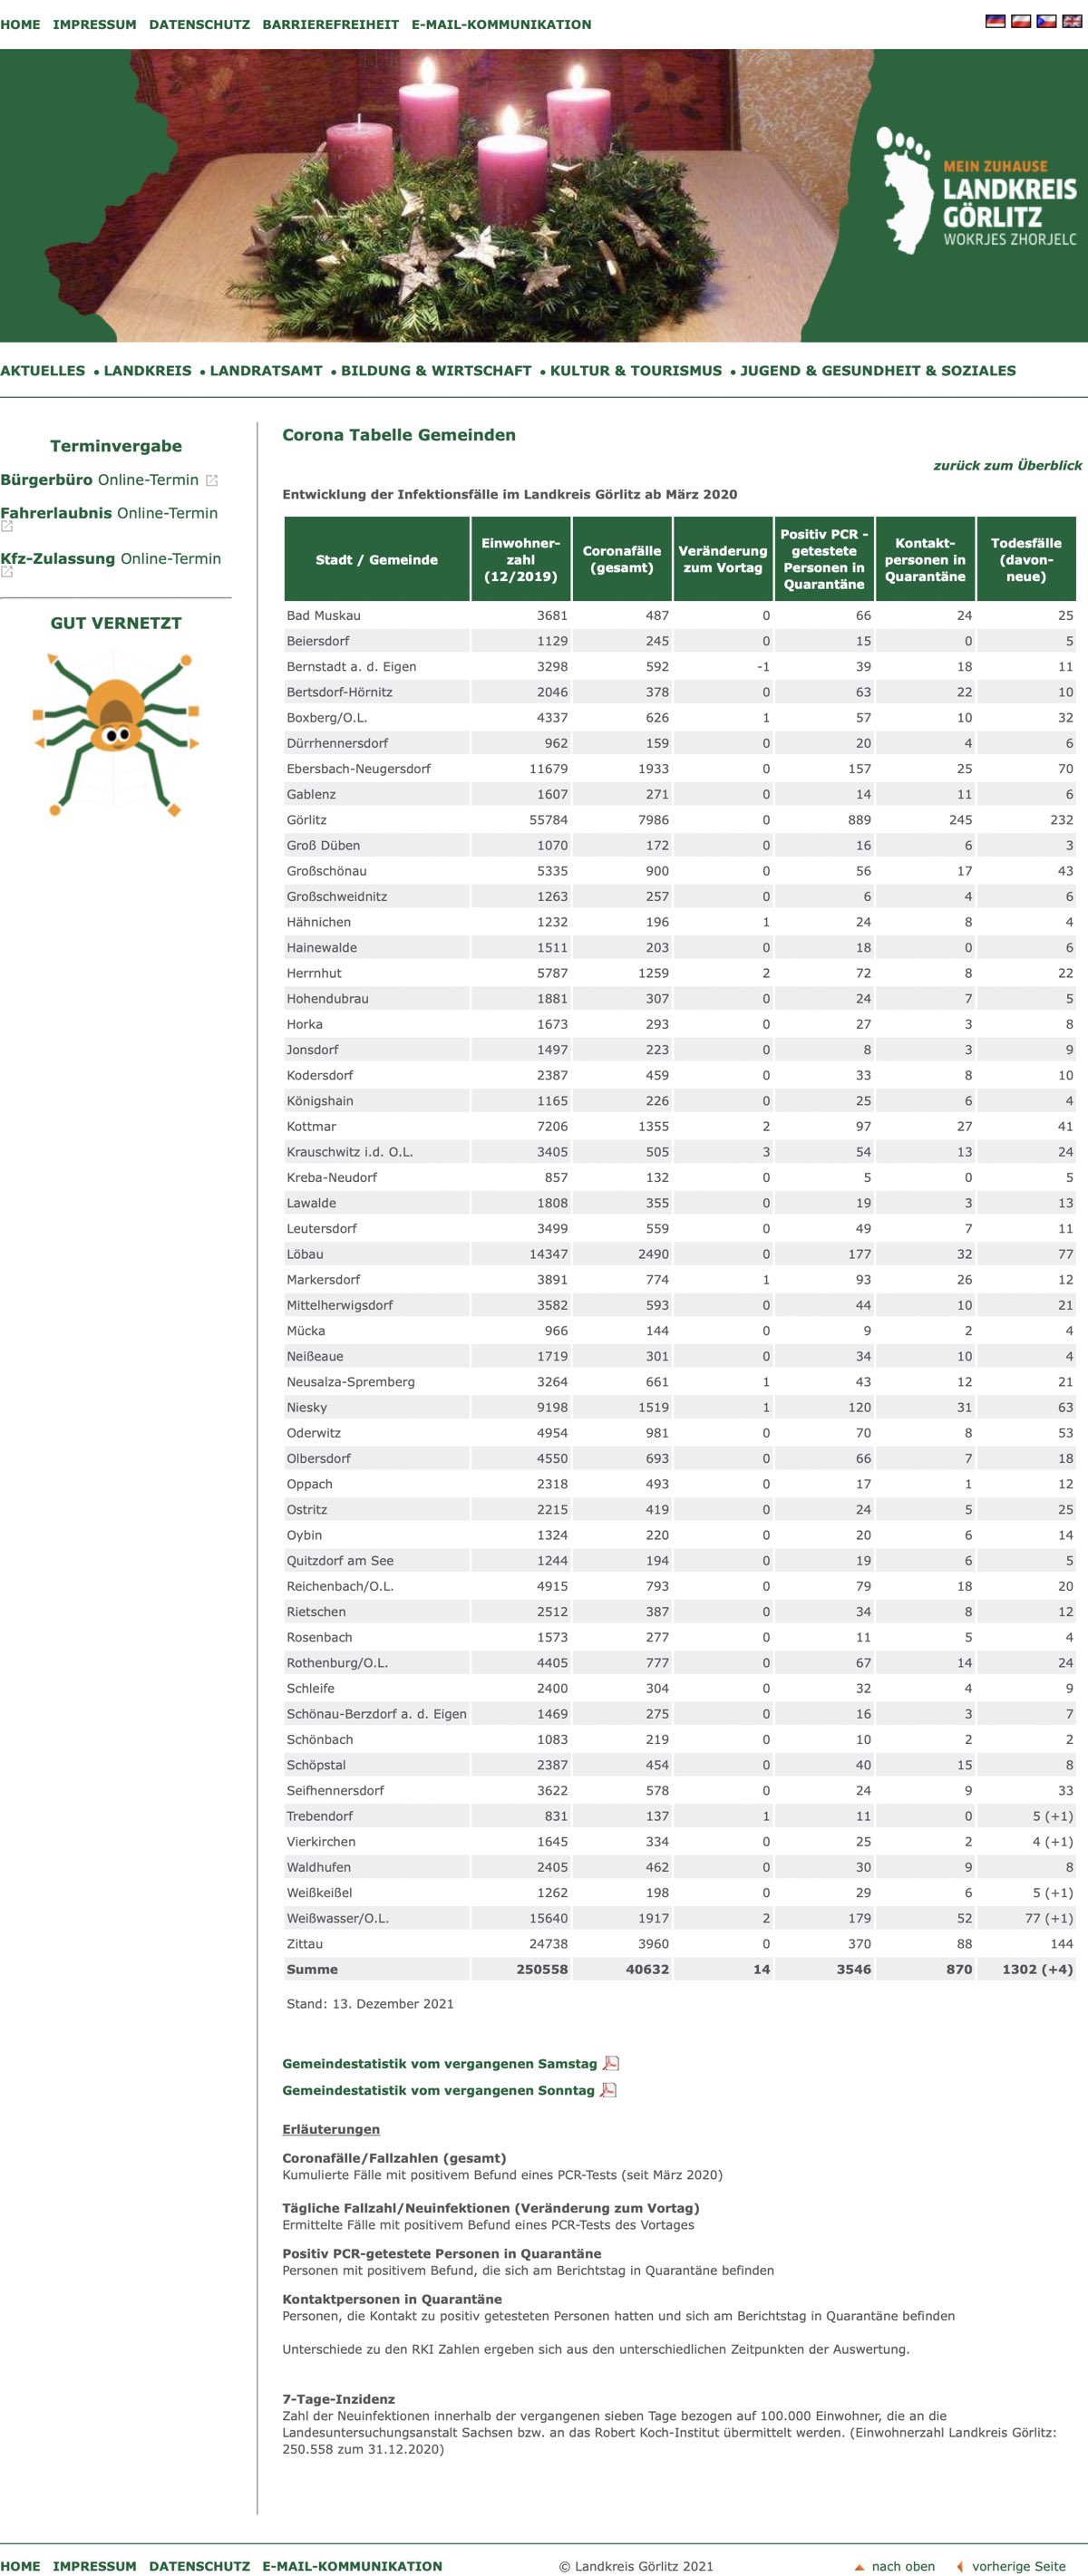 HOME IMPRESSUM DATENSCHUTZ BARRIEREFREIHEIT E-MAIL-KOMMUNIKATION
MEIN ZUHAUSE
LANDKREIS
GÖRLITZ
WOKRJES ZHORJELC
AKTUELLES • LANDKREIS • LANDRATSAMT • BILDUNG & WIRTSCHAFT • KULTUR & TOURISMUS • JUGEND & GESUNDHEIT & SOZIALES
Terminvergabe
Bürgerbüro Online-Termin
Fahrerlaubnis Online-Termin
Kfz-Zulassung Online-Termin
GUT VERNETZT
Corona Tabelle Gemeinden
zurück zum Überblick
Entwicklung der Infektionsfälle im Landkreis Görlitz ab März 2020
Stadt / Gemeinde
Einwohner-
zahl
(12/2019)
Coronafälle
(gesamt)
Veränderung
zum Vortag
Positiv PCR -
getestete
Personen in
Quarantäne
Kontakt-
personen in
Quarantäne
Todesfälle
(davon-
neue)
Bad Muskau 3681 487 0 66 24 25
Beiersdorf 1129 245 0 15 0 5
Bernstadt a. d. Eigen 3298 592 -1 39 18 11
Bertsdorf-Hörnitz 2046 378 0 63 22 10
Boxberg/O.L. 4337 626 1 57 10 32
Dürrhennersdorf 962 159 0 20 4 6
Ebersbach-Neugersdorf 11679 1933 0 157 25 70
Gablenz 1607 271 0 14 11 6
Görlitz 55784 7986 0 889 245 232
Groß Düben 1070 172 0 16 6 3
Großschönau 5335 900 0 56 17 43
Großschweidnitz 1263 257 0 6 4 6
Hähnichen 1232 196 1 24 8 4
Hainewalde 1511 203 0 18 0 6
Herrnhut 5787 1259 2 72 8 22
Hohendubrau 1881 307 0 24 7 5
Horka 1673 293 0 27 3 8
Jonsdorf 1497 223 0 8 3 9
Kodersdorf 2387 459 0 33 8 10
Königshain 1165 226 0 25 6 4
Kottmar 7206 1355 2 97 27 41
Krauschwitz i.d. O.L. 3405 505 3 54 13 24
Kreba-Neudorf 857 132 0 5 0 5
Lawalde 1808 355 0 19 3 13
Leutersdorf 3499 559 0 49 7 11
Löbau 14347 2490 0 177 32 77
Markersdorf 3891 774 1 93 26 12
Mittelherwigsdorf 3582 593 0 44 10 21
Mücka 966 144 0 9 2 4
Neißeaue 1719 301 0 34 10 4
Neusalza-Spremberg 3264 661 1 43 12 21
Niesky 9198 1519 1 120 31 63
Oderwitz 4954 981 0 70 8 53
Olbersdorf 4550 693 0 66 7 18
Oppach 2318 493 0 17 1 12
Ostritz 2215 419 0 24 5 25
Oybin 1324 220 0 20 6 14
Quitzdorf am See 1244 194 0 19 6 5
Reichenbach/O.L. 4915 793 0 79 18 20
Rietschen 2512 387 0 34 8 12
Rosenbach 1573 277 0 11 5 4
Rothenburg/O.L. 4405 777 0 67 14 24
Schleife 2400 304 0 32 4 9
Schönau-Berzdorf a. d. Eigen 1469 275 0 16 3 7
Schönbach 1083 219 0 10 2 2
Schöpstal 2387 454 0 40 15 8
Seifhennersdorf 3622 578 0 24 9 33
Trebendorf 831 137 1 11 0 5 (+1)
Vierkirchen 1645 334 0 25 2 4 (+1)
Waldhufen 2405 462 0 30 9 8
Weißkeißel 1262 198 0 29 6 5 (+1)
Weißwasser/O.L. 15640 1917 2 179 52 77 (+1)
Zittau 24738 3960 0 370 88 144
Summe 250558 40632 14 3546 870 1302 (+4)
Stand: 13. Dezember 2021
Gemeindestatistik vom vergangenen Samstag
Gemeindestatistik vom vergangenen Sonntag
Erläuterungen
Coronafälle/Fallzahlen (gesamt)
Kumulierte Fälle mit positivem Befund eines PCR-Tests (seit März 2020)
Tägliche Fallzahl/Neuinfektionen (Veränderung zum Vortag)
Ermittelte Fälle mit positivem Befund eines PCR-Tests des Vortages
Positiv PCR-getestete Personen in Quarantäne
Personen mit positivem Befund, die sich am Berichtstag in Quarantäne befinden
Kontaktpersonen in Quarantäne
Personen, die Kontakt zu positiv getesteten Personen hatten und sich am Berichtstag in Quarantäne befinden
Unterschiede zu den RKI Zahlen ergeben sich aus den unterschiedlichen Zeitpunkten der Auswertung.
7-Tage-Inzidenz
Zahl der Neuinfektionen innerhalb der vergangenen sieben Tage bezogen auf 100.000 Einwohner, die an die
Landesuntersuchungsanstalt Sachsen bzw. an das Robert Koch-Institut übermittelt werden. (Einwohnerzahl Landkreis Görlitz:
250.558 zum 31.12.2020)
HOME IMPRESSUM DATENSCHUTZ E-MAIL-KOMMUNIKATION © Landkreis Görlitz 2021 nach oben vorherige Seite